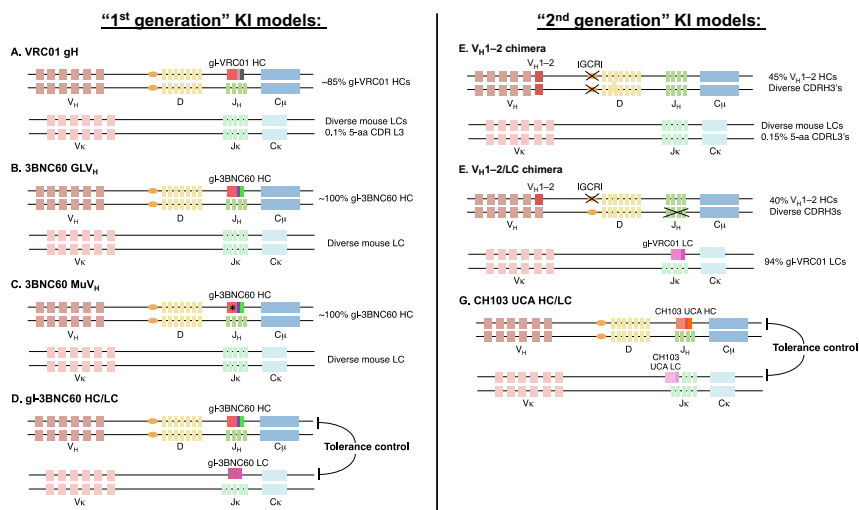 “1st generation” KI models:
A. VRC01 gH
gl-VRC01 HC
~85% gl-VRC01 HCs
VH
D
JH
Cμ
Diverse mouse LCs
0.1% 5-aa CDR L3
Vκ
Jκ
Cκ
B. 3BNC60 GLVH
gl-3BNC60 HC
~100% gl-3BNC60 HC
VH
D
JH
Cμ
Diverse mouse LC
Vκ
Jκ
Cκ
C. 3BNC60 MuVH
gl-3BNC60 HC
*
~100% gl-3BNC60 HC
VH
D
JH
Cμ
Diverse mouse LC
Vκ
Jκ
Cκ
D. gl-3BNC60 HC/LC
gl-3BNC60 HC
VH
D
JH
Cμ
Tolerance control
gl-3BNC60 LC
Vκ
Jκ
Cκ
“2nd generation” KI models:
E. VH1–2 chimera
VH1–2
IGCRI
45% VH1–2 HCs
Diverse CDRH3's
VH
D
JH
Cμ
Diverse mouse LCs
0.15% 5-aa CDRL3's
Vκ
Jκ
Cκ
E. VH1–2/LC chimera
VH1–2
IGCRI
40% VH1–2 HCs
Diverse CDRH3s
VH
D
JH
Cμ
gl-VRC01 LC
94% gl-VRC01 LCs
Vκ
Jκ
Cκ
G. CH103 UCA HC/LC
CH103 UCA HC
VH
D
JH
Cμ
Tolerance control
CH103
UCA LC
Vκ
Jκ
Cκ